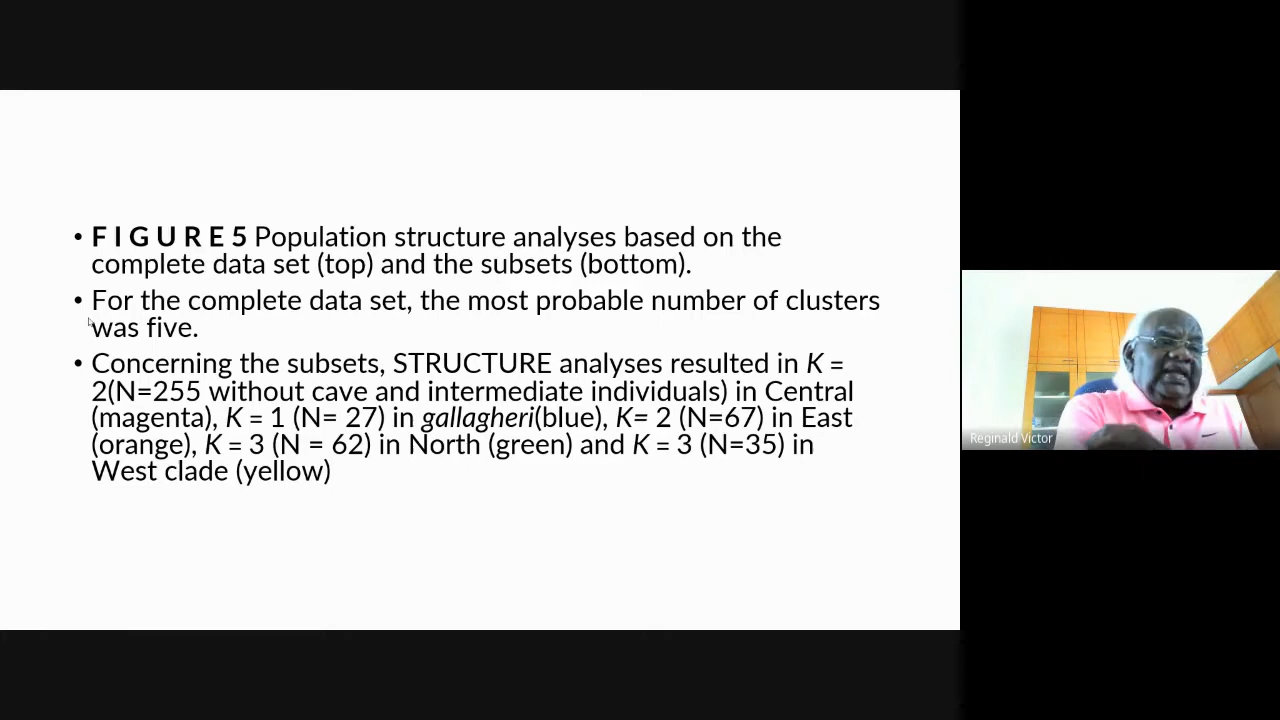 • F I G U R E 5 Population structure analyses based on the
complete data set (top) and the subsets (bottom).
• For the complete data set, the most probable number of clusters
was five.
• Concerning the subsets, STRUCTURE analyses resulted in K =
2(N=255 without cave and intermediate individuals) in Central
(magenta), K = 1 (N= 27) in gallagheri(blue), K= 2 (N=67) in East
(orange), K = 3 (N = 62) in North (green) and K = 3 (N=35) in
West clade (yellow)
Reginald Victor